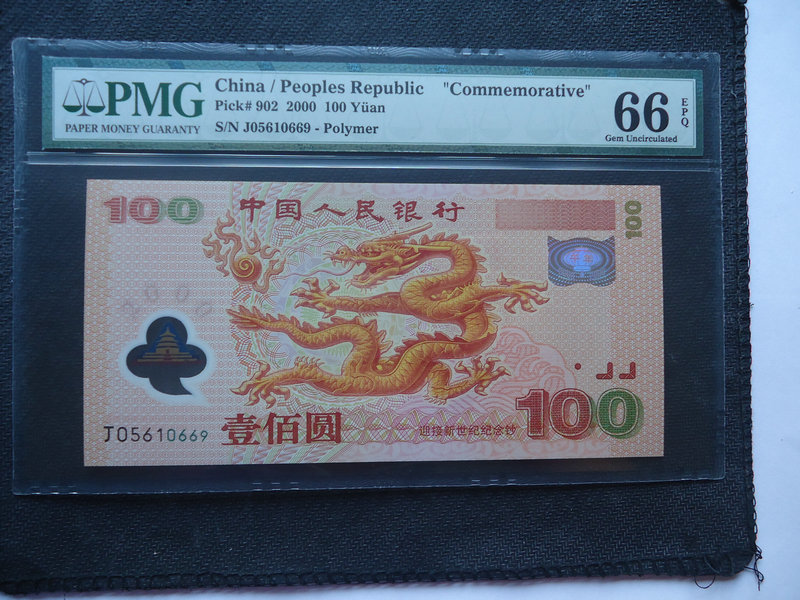 PMG
PAPER MONEY GUARANTY
China / Peoples Republic "Commemorative"
Pick# 902 2000 100 Yüan
S/N J05610669 - Polymer
66 EPQ
Gem Uncirculated
100
中国人民银行
100
2000
J05610669
壹佰圆
迎接新世纪纪念钞
100